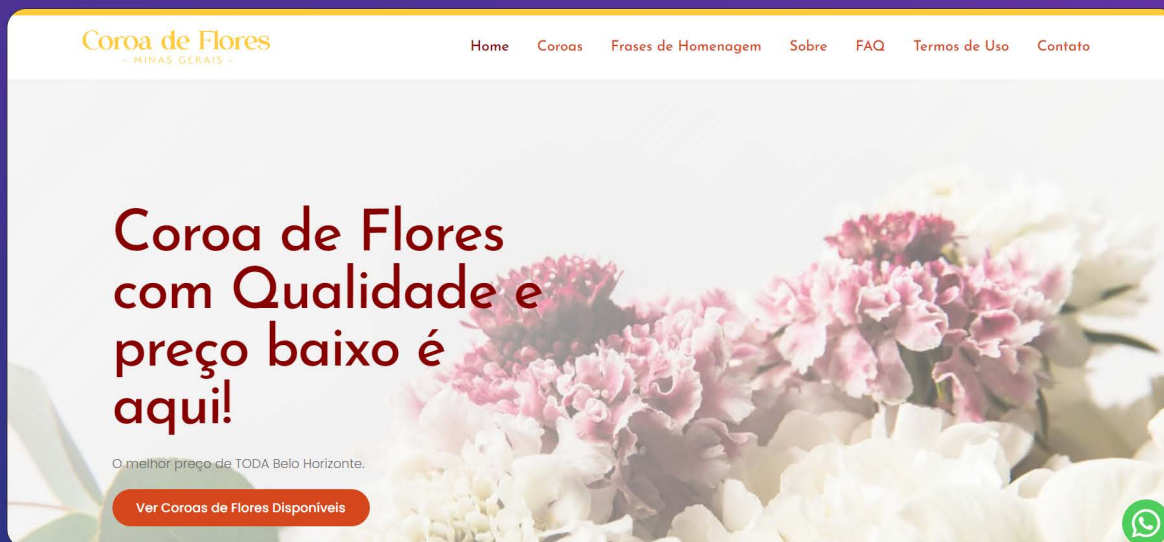 Coroa de Flores
- MINAS GERAIS -
Home Coroas Frases de Homenagem Sobre FAQ Termos de Uso Contato
Coroa de Flores
com Qualidade e
preço baixo é
aqui!
O melhor preço de TODA Belo Horizonte.
Ver Coroas de Flores Disponíveis